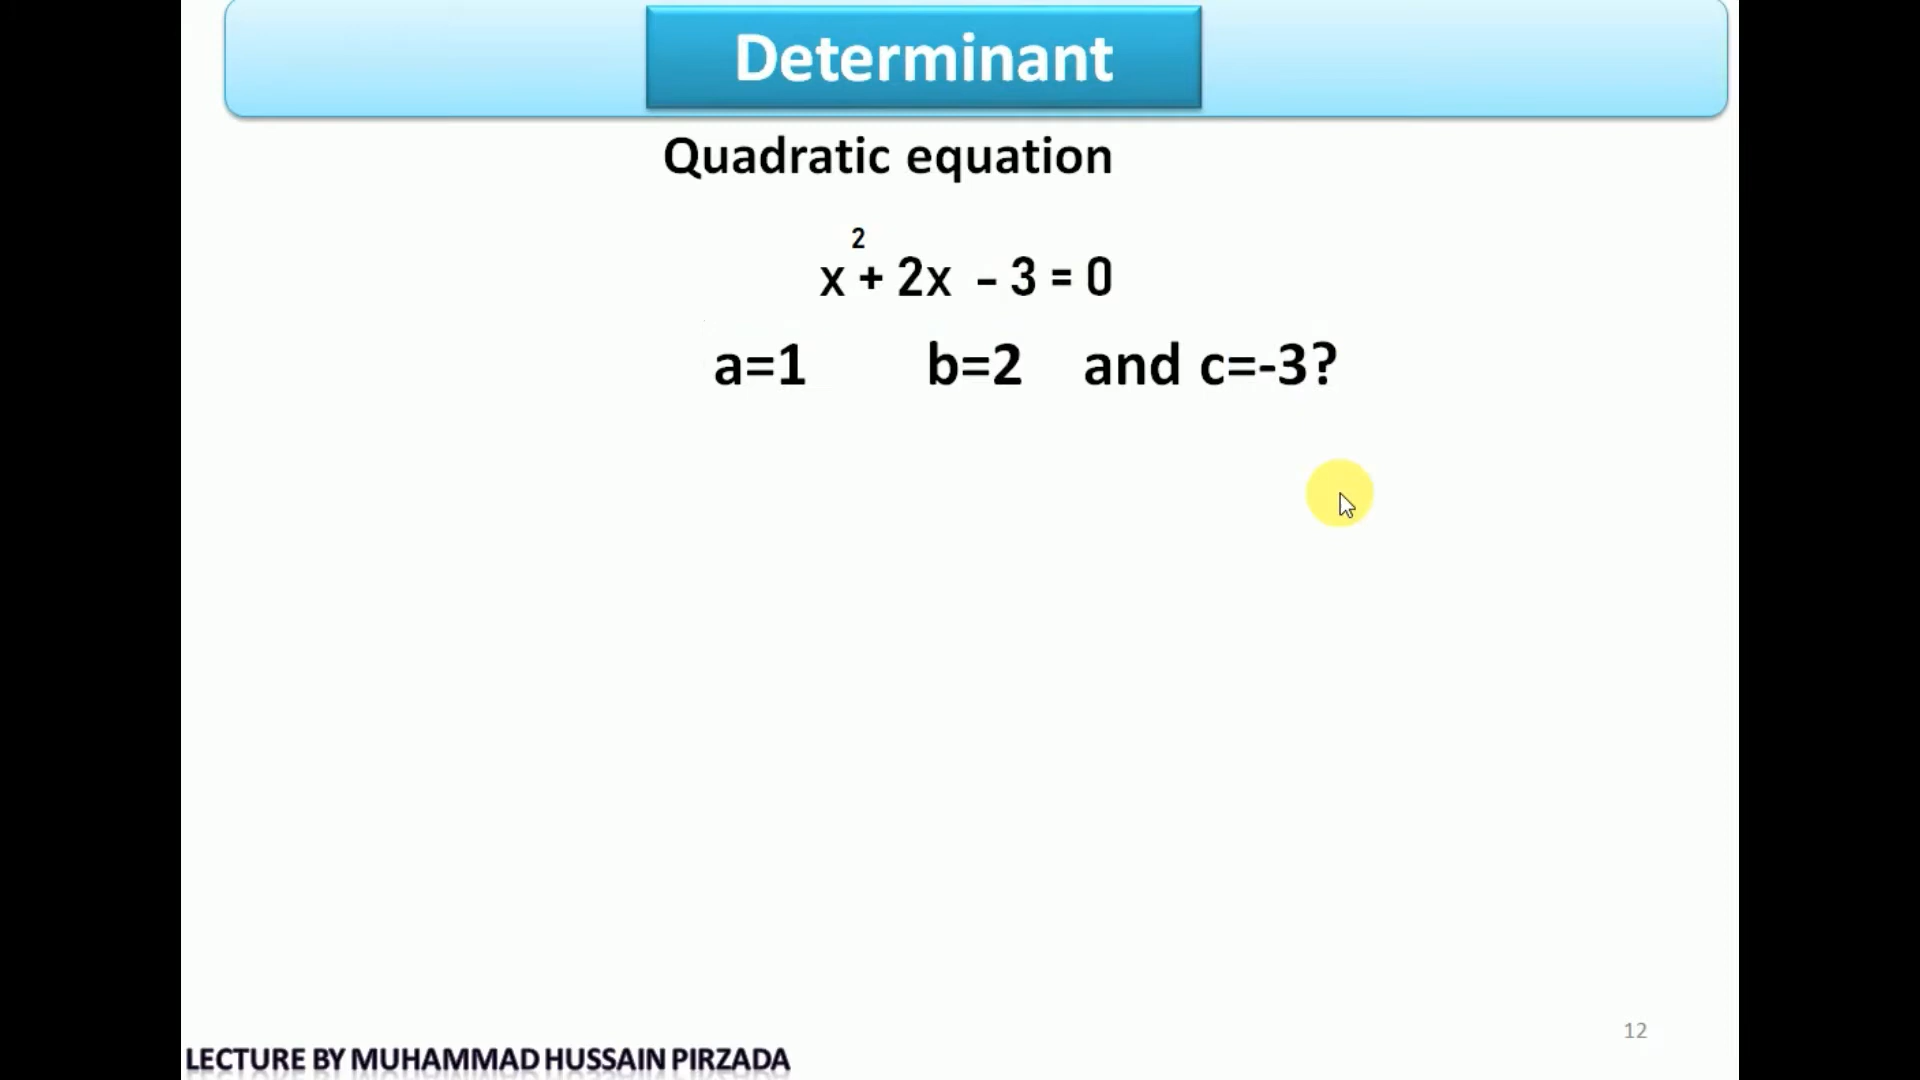 Determinant
Quadratic equation
x² + 2x - 3 = 0
a=1 b=2 and c=-3?
12
LECTURE BY MUHAMMAD HUSSAIN PIRZADA